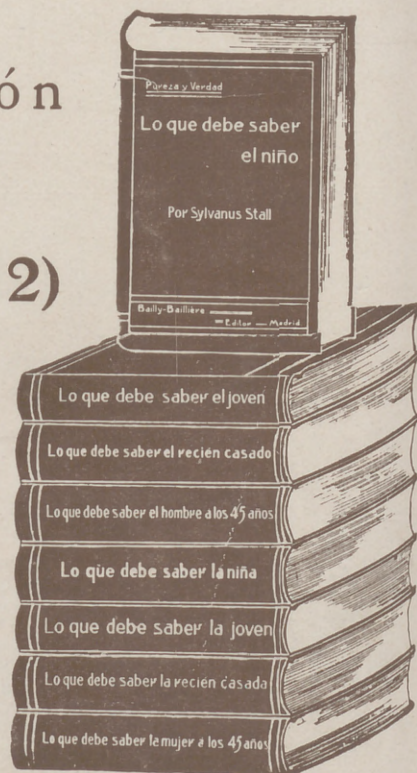 ón
Pureza y Verdad
Lo que debe saber
el niño
Por Sylvanus Stall
2)
Bailly-Baillière
Editor — Madrid
Lo que debe saber el joven
Lo que debe saber el recién casado
Lo que debe saber el hombre a los 45 años
Lo que debe saber la niña
Lo que debe saber la joven
Lo que debe saber la recién casada
Lo que debe saber la mujer a los 45 años